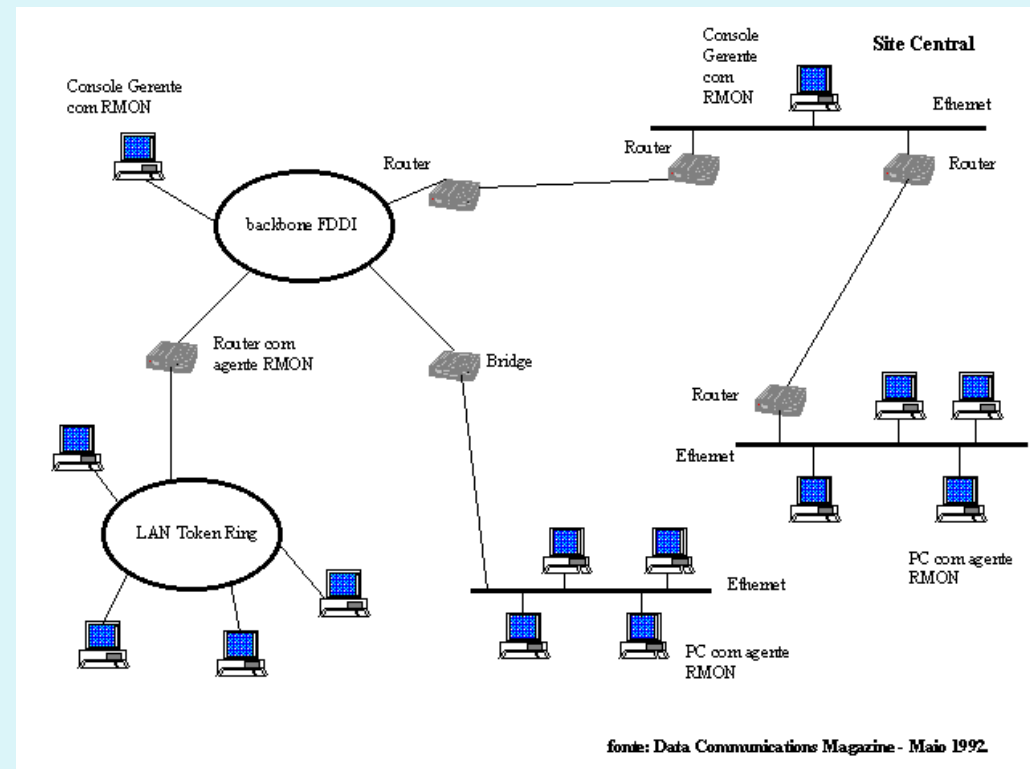 Console
Gerente
com
RMON
Site Central
Console Gerente
com RMON
Ethernet
Router
Router
Router
backbone FDDI
Router com
agente RMON
Bridge
Router
Ethernet
LAN Token Ring
PC com agente
RMON
Ethernet
PC com agente
RMON
fonte: Data Communications Magazine - Maio 1992.